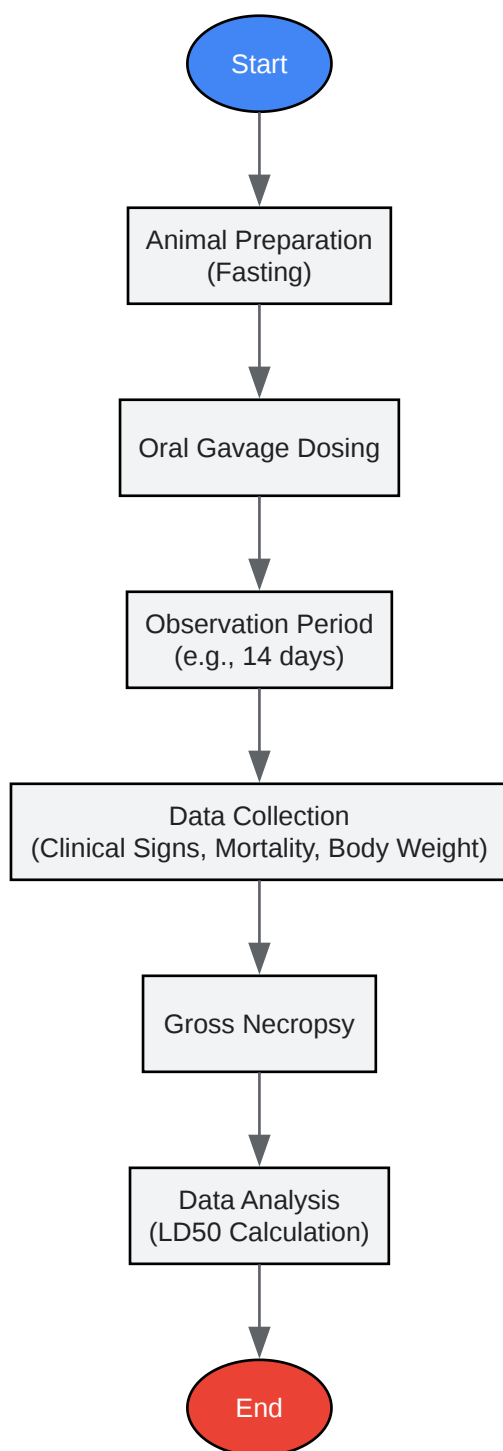 Start
Animal Preparation
(Fasting)
Oral Gavage Dosing
Observation Period
(e.g., 14 days)
Data Collection
(Clinical Signs, Mortality, Body Weight)
Gross Necropsy
Data Analysis
(LD50 Calculation)
End